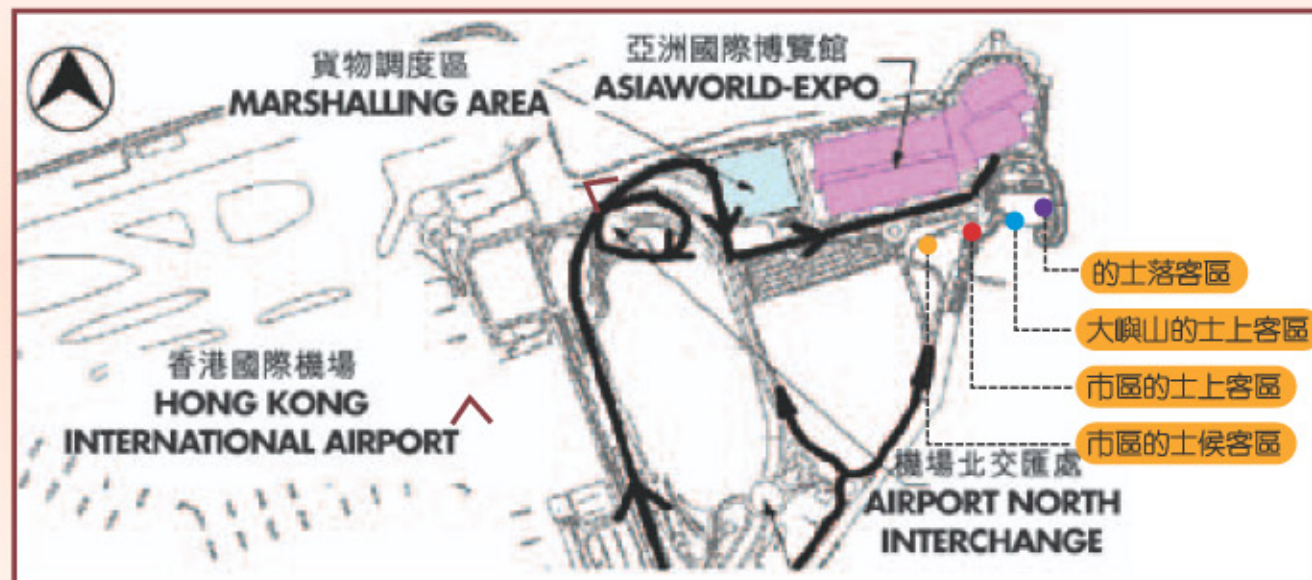 貨物調度區
MARSHALLING AREA
亞洲國際博覽館
ASIAWORLD-EXPO
香港國際機場
HONG KONG
INTERNATIONAL AIRPORT
的士落客區
大嶼山的士上客區
市區的士上客區
市區的士候客區
機場北交匯處
AIRPORT NORTH
INTERCHANGE